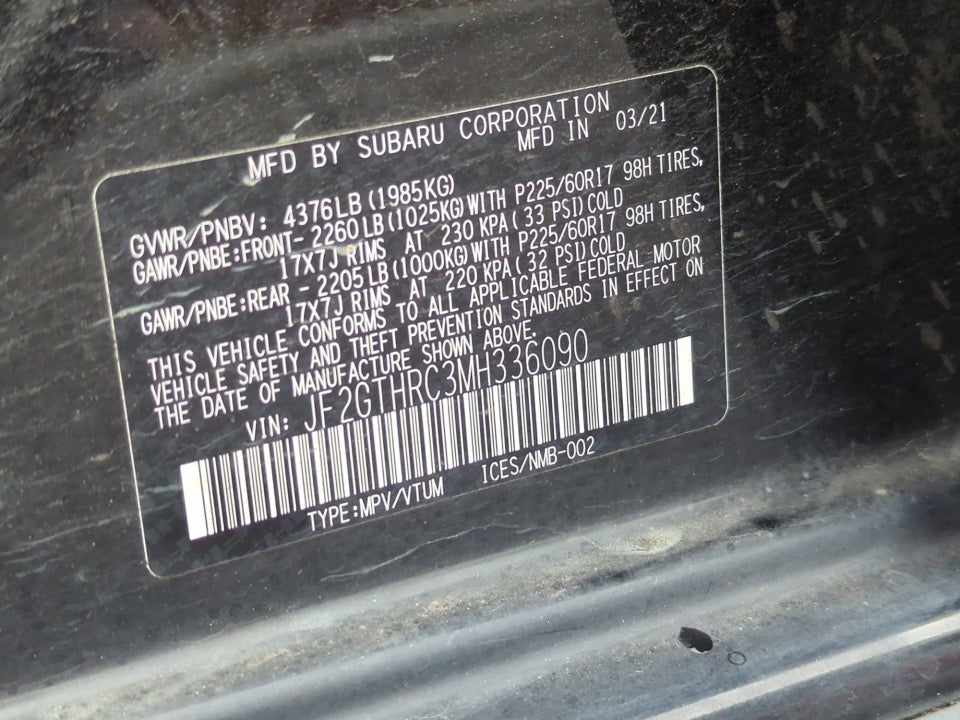 MFD BY SUBARU CORPORATION
MFD IN 03/21
GVWR/PNBV: 4376LB (1985KG)
GAWR/PNBE:FRONT- 2260LB (1025KG) WITH P225/60R17 98H TIRES,
17X7J RIMS AT 230 KPA( 33 PSI)COLD
GAWR/PNBE:REAR - 2205LB (1000KG) WITH P225/60R17 98H TIRES,
17X7J RIMS AT 220 KPA( 32 PSI)COLD
THIS VEHICLE CONFORMS TO ALL APPLICABLE FEDERAL MOTOR
VEHICLE SAFETY AND THEFT PREVENTION STANDARDS IN EFFECT ON
THE DATE OF MANUFACTURE SHOWN ABOVE.
VIN: JF2GTHRC3MH336090
TYPE:MPV/VTUM ICES/NMB-002